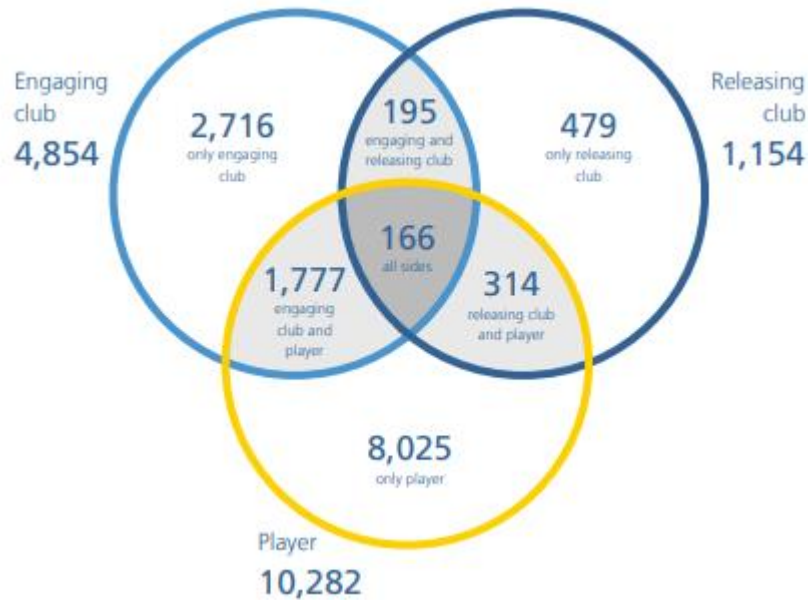 Engaging
club
4,854
2,716
only engaging
club
195
engaging and
releasing club
479
only releasing
club
Releasing
club
1,154
166
all sides
1,777
engaging
club and
player
314
releasing club
and player
8,025
only player
Player
10,282